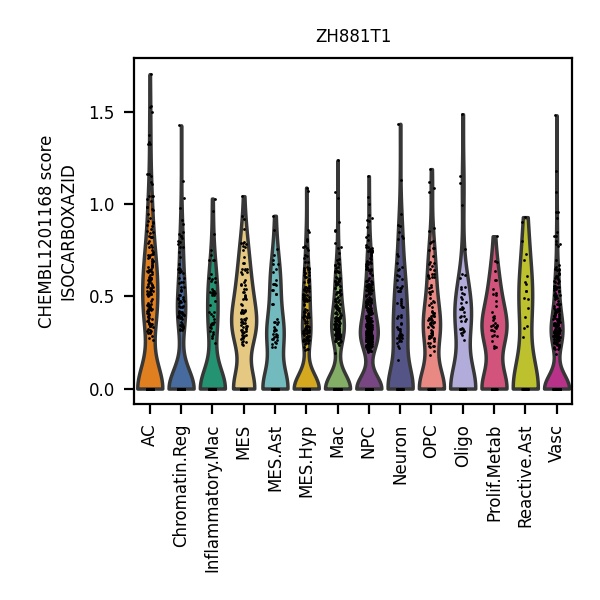 ZH881T1
CHEMBL1201168 score
ISOCARBOXAZID
1.5
1.0
0.5
0.0
AC
Chromatin.Reg
Inflammatory.Mac
MES
MES.Ast
MES.Hyp
Mac
NPC
Neuron
OPC
Oligo
Prolif.Metab
Reactive.Ast
Vasc